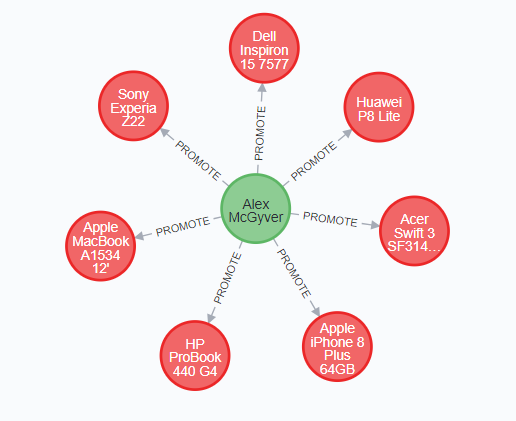 Dell
Inspiron
15 7577
Sony
Experia
Z22
Huawei
P8 Lite
PROMOTE
PROMOTE
PROMOTE
Alex
McGyver
Apple
MacBook
A1534
12'
PROMOTE
PROMOTE
Acer
Swift 3
SF314...
PROMOTE
PROMOTE
HP
ProBook
440 G4
Apple
iPhone 8
Plus
64GB